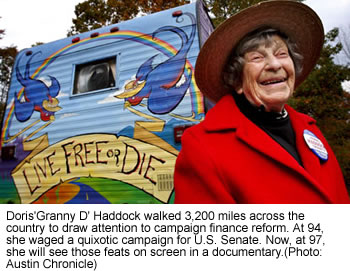 LIVE FREE or DIE
Doris'Granny D' Haddock walked 3,200 miles across the
country to draw attention to campaign finance reform. At 94,
she waged a quixotic campaign for U.S. Senate. Now, at 97,
she will see those feats on screen in a documentary.(Photo:
Austin Chronicle)